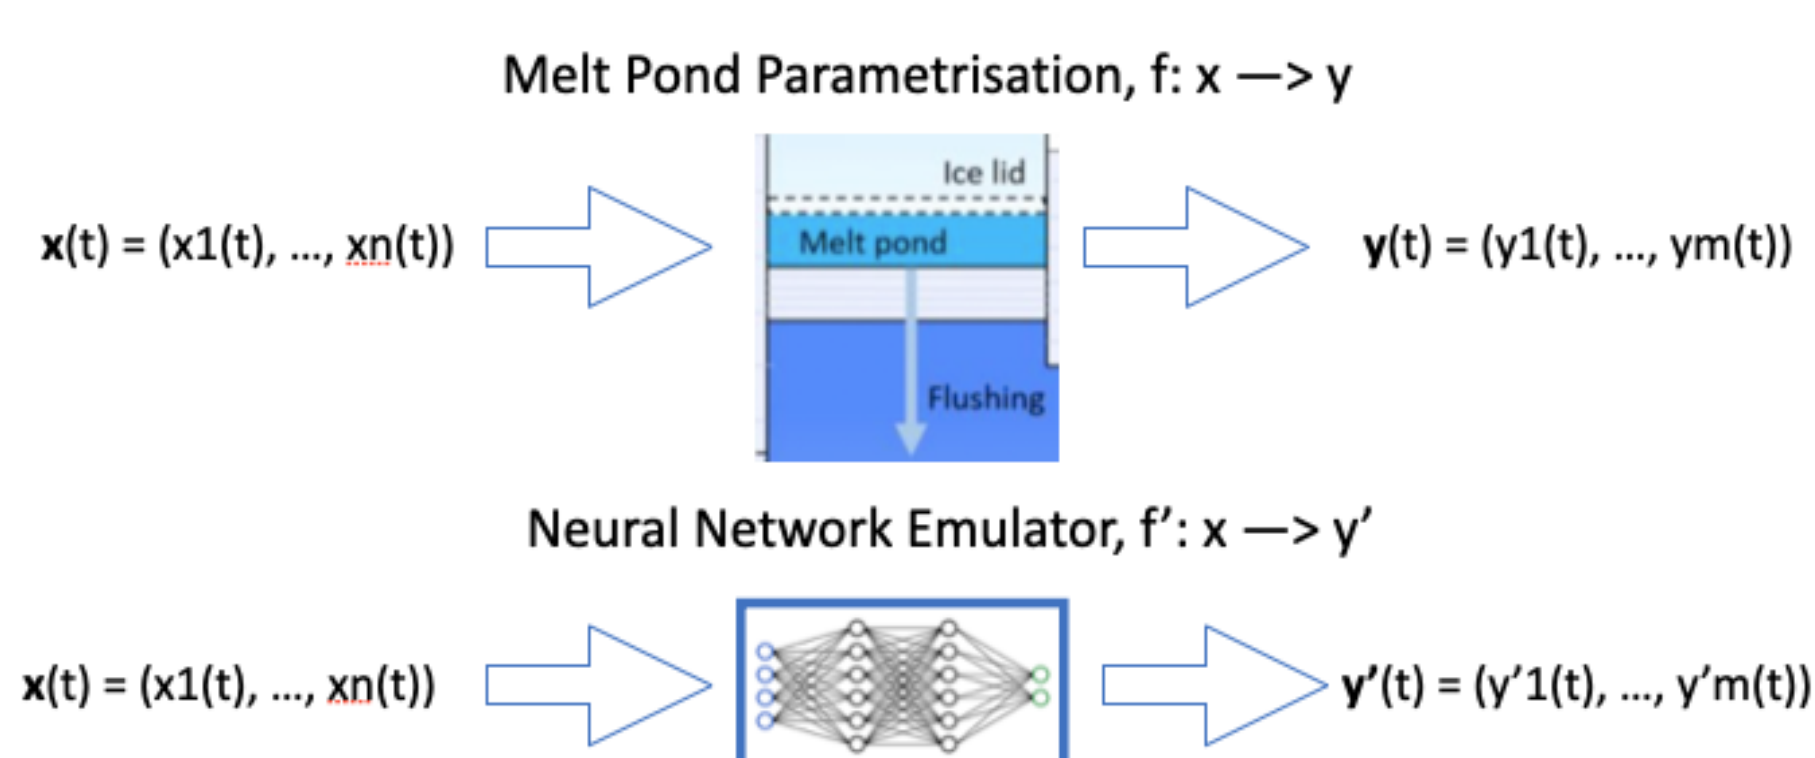 Melt Pond Parametrisation, f: x —> y
x(t) = (x1(t), ..., xn(t))
Ice lid
Melt pond
Flushing
y(t) = (y1(t), ..., ym(t))
Neural Network Emulator, f’: x —> y’
x(t) = (x1(t), ..., xn(t))
y’(t) = (y’1(t), ..., y’m(t))